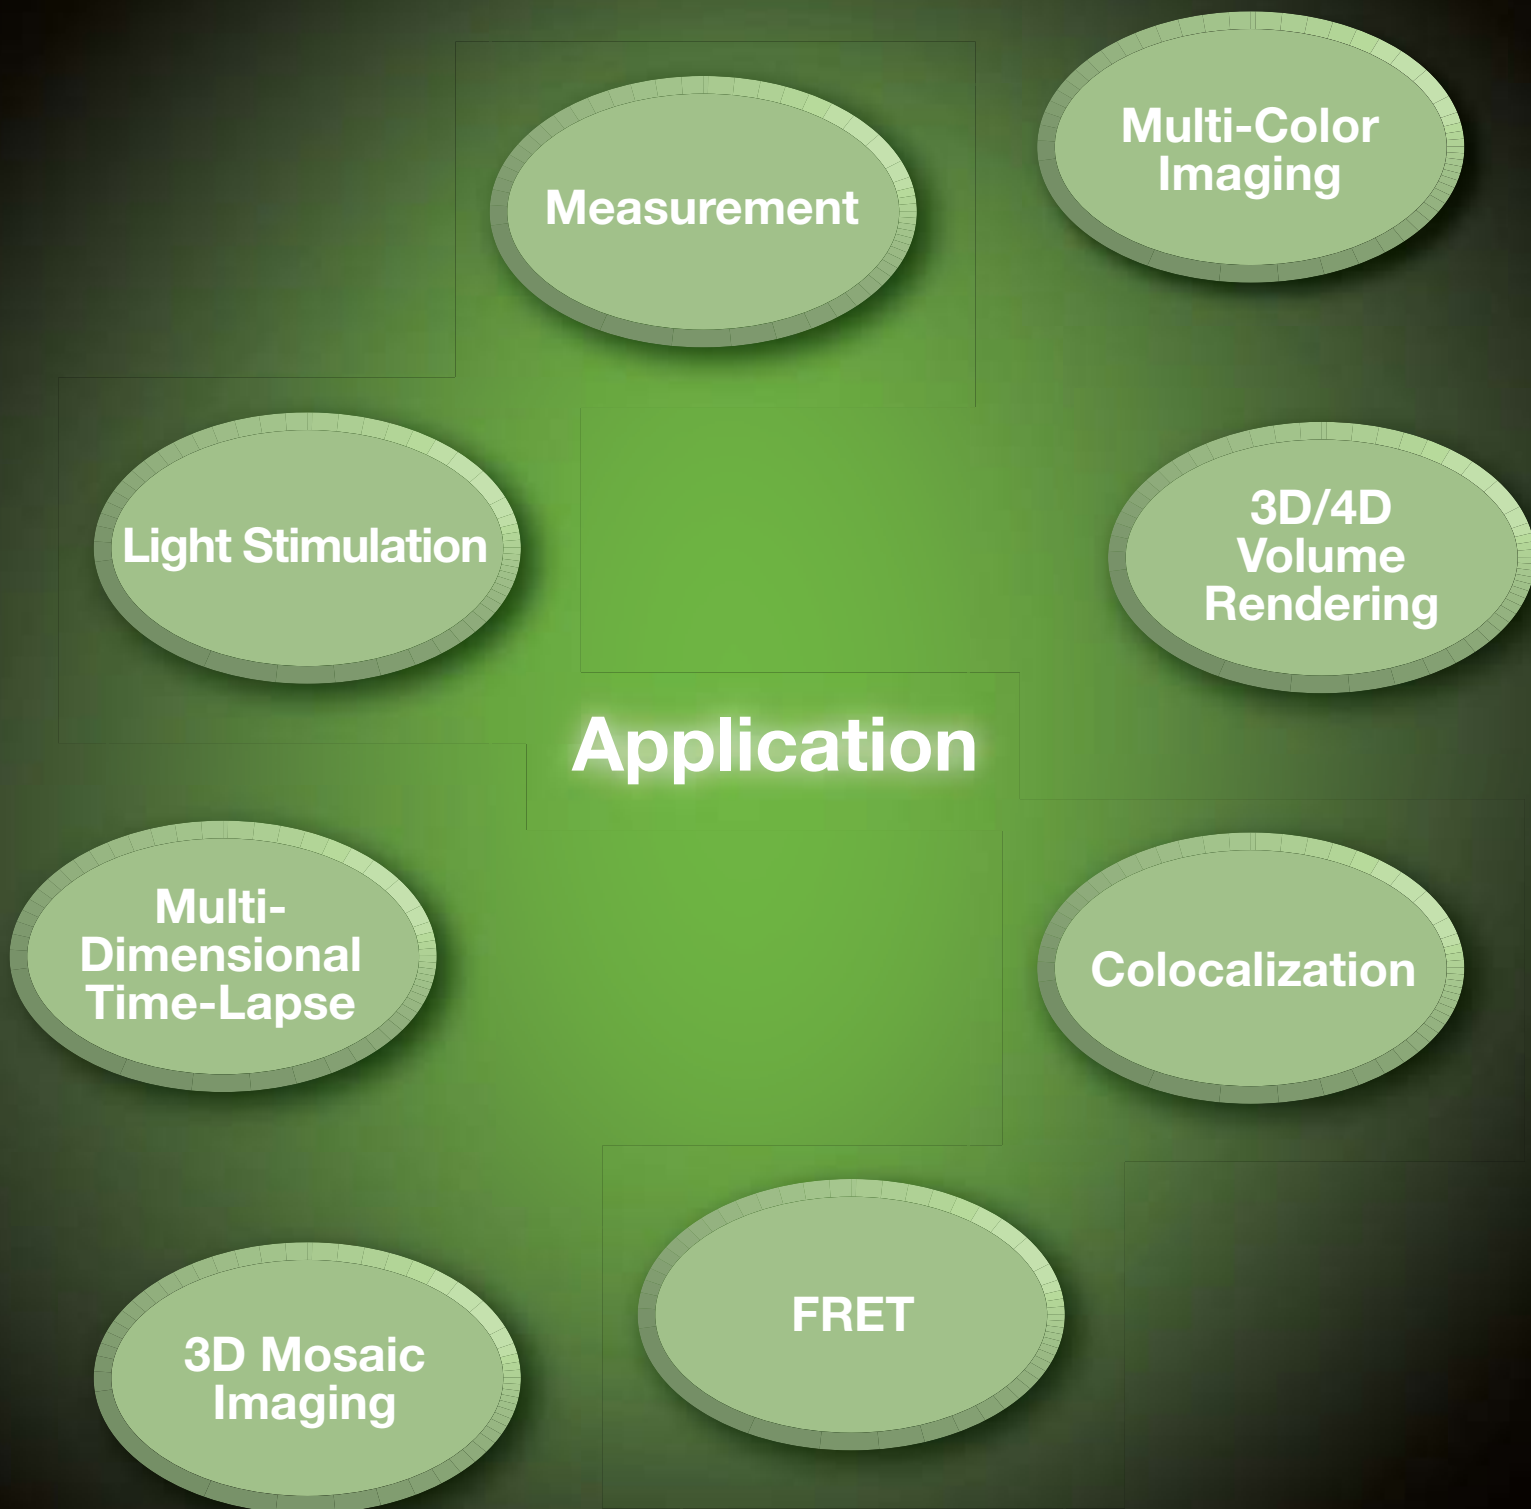 Multi-Color
Imaging
Measurement
3D/4D
Volume
Rendering
Light Stimulation
Application
Multi-
Dimensional
Time-Lapse
Colocalization
FRET
3D Mosaic
Imaging